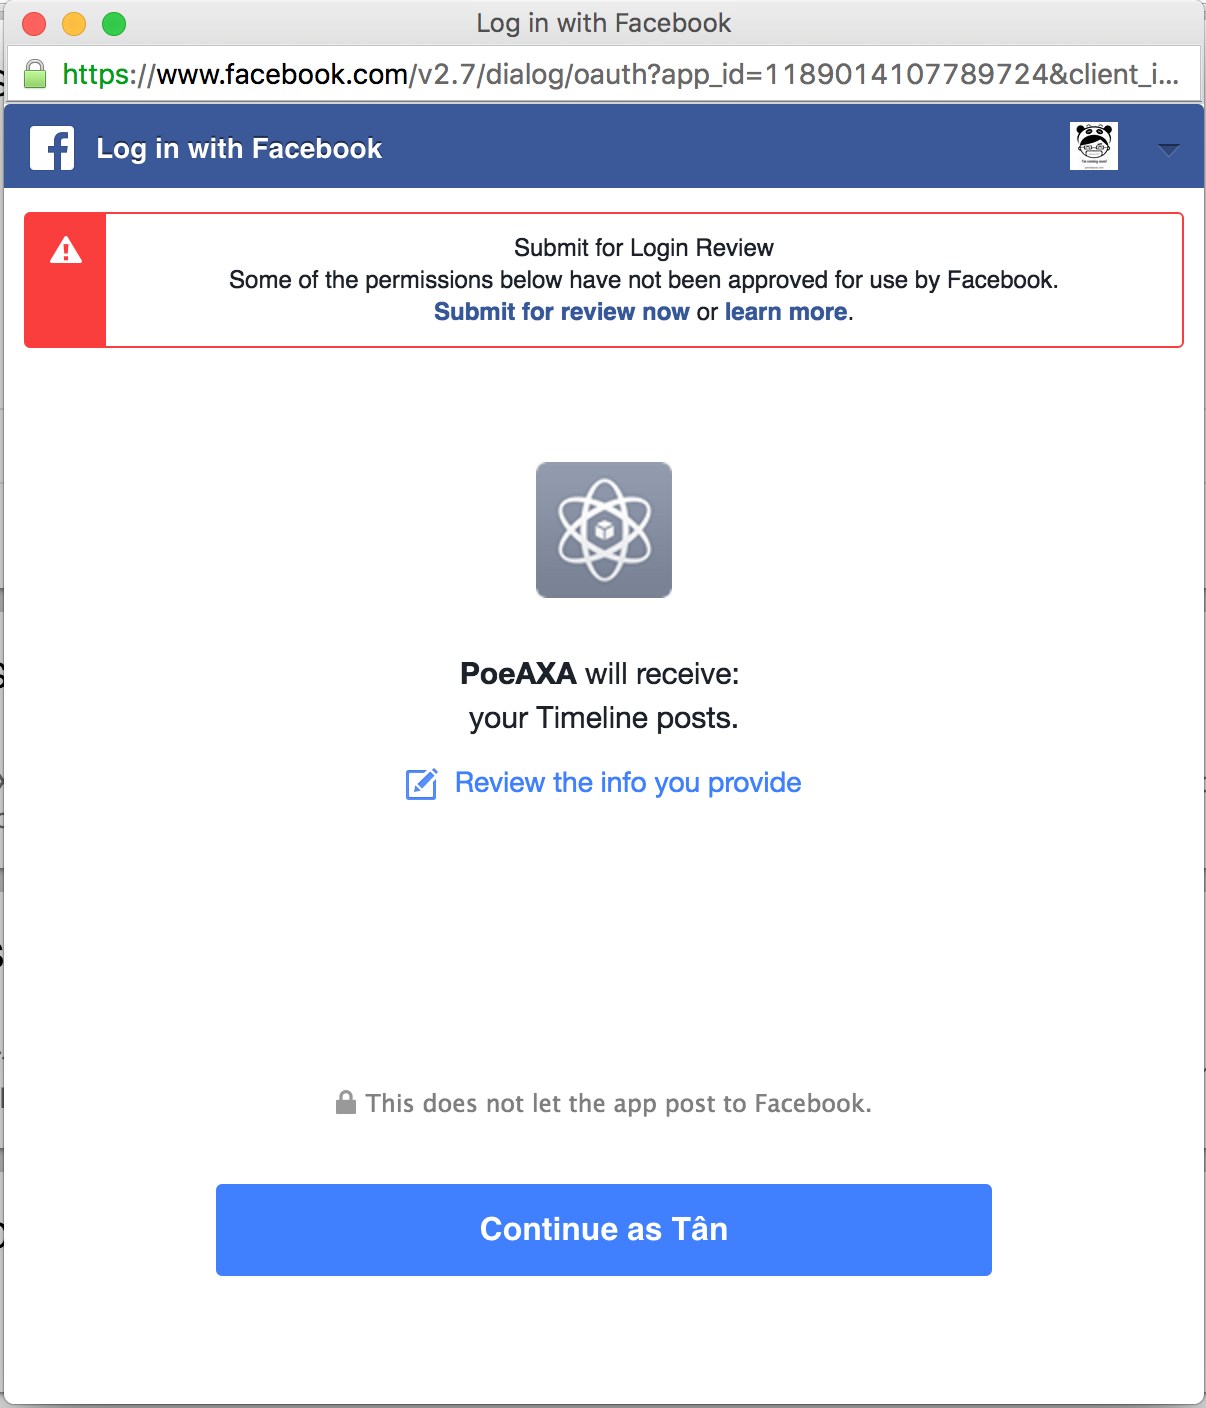 Log in with Facebook
https://www.facebook.com/v2.7/dialog/oauth?app_id=1189014107789724&client_i...
Log in with Facebook
Submit for Login Review
Some of the permissions below have not been approved for use by Facebook.
Submit for review now or learn more.
PoeAXA will receive:
your Timeline posts.
Review the info you provide
This does not let the app post to Facebook.
Continue as Tân